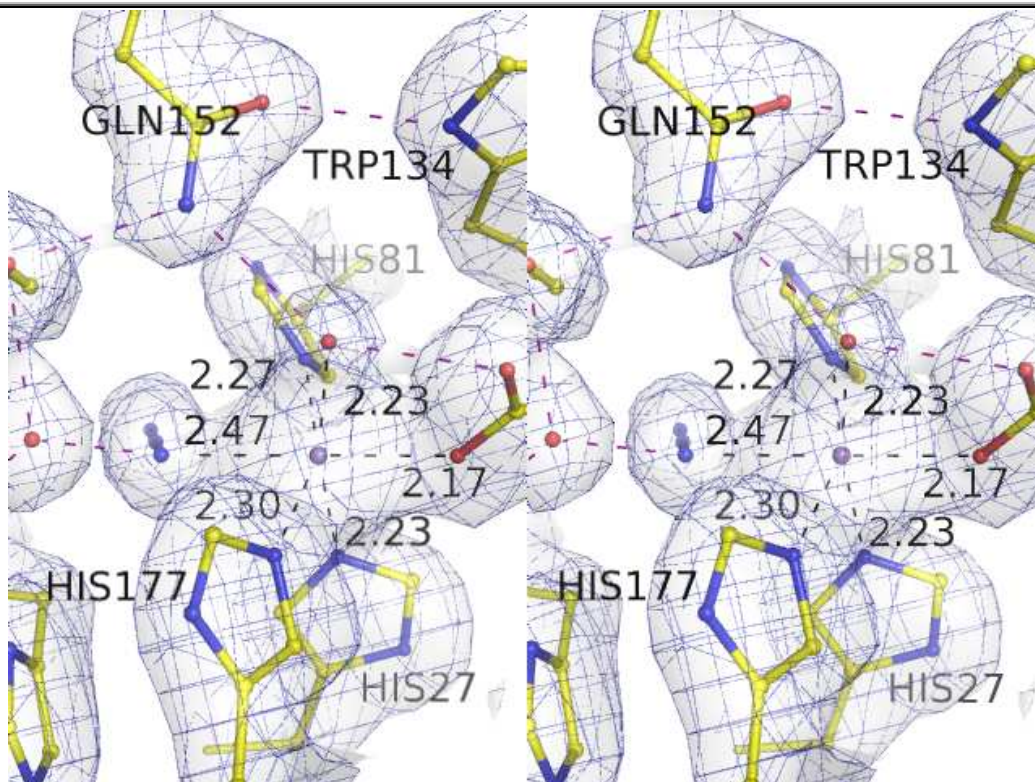 GLN152 GLN152
TRP134 TRP134
HIS81 HIS81
2.27 2.27
2.23 2.23
2.47 2.47
2.17 2.17
2.30 2.30
2.23 2.23
HIS177 HIS177
HIS27 HIS27